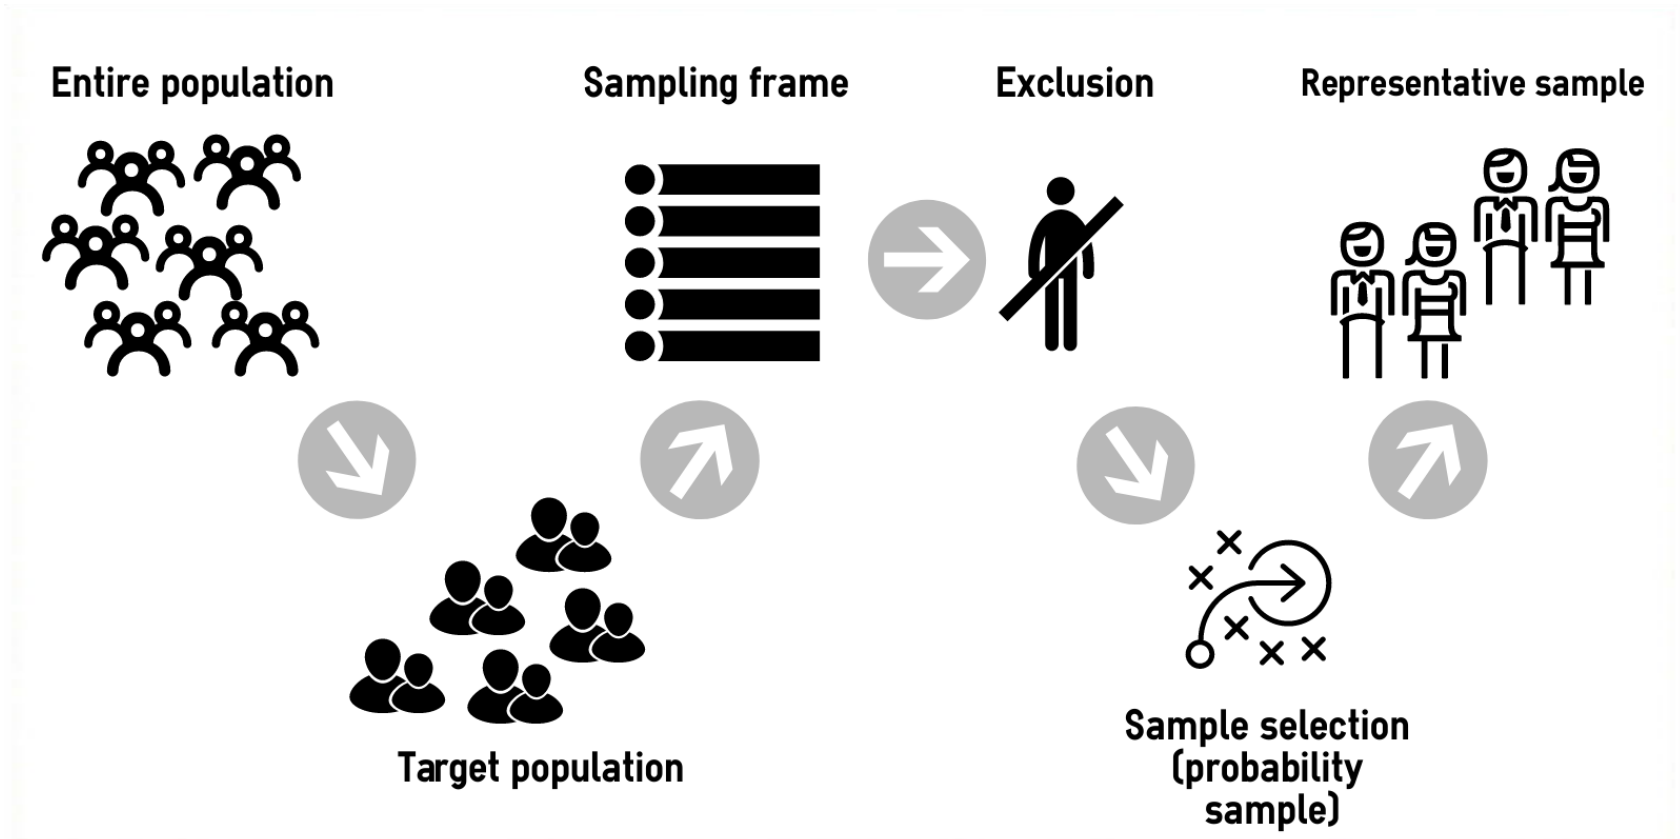 Entire population
Sampling frame
Exclusion
Representative sample
Target population
Sample selection
(probability
sample)